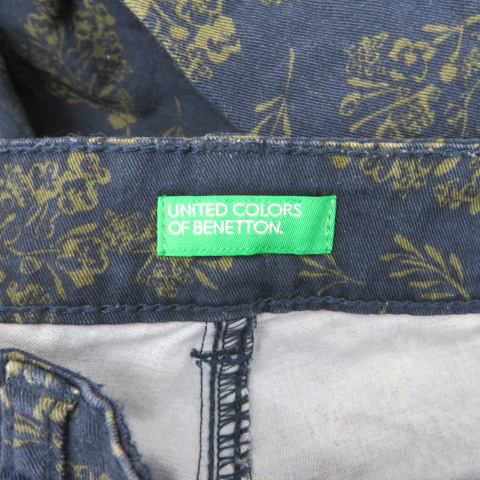 UNITED COLORS
OF BENETTON.